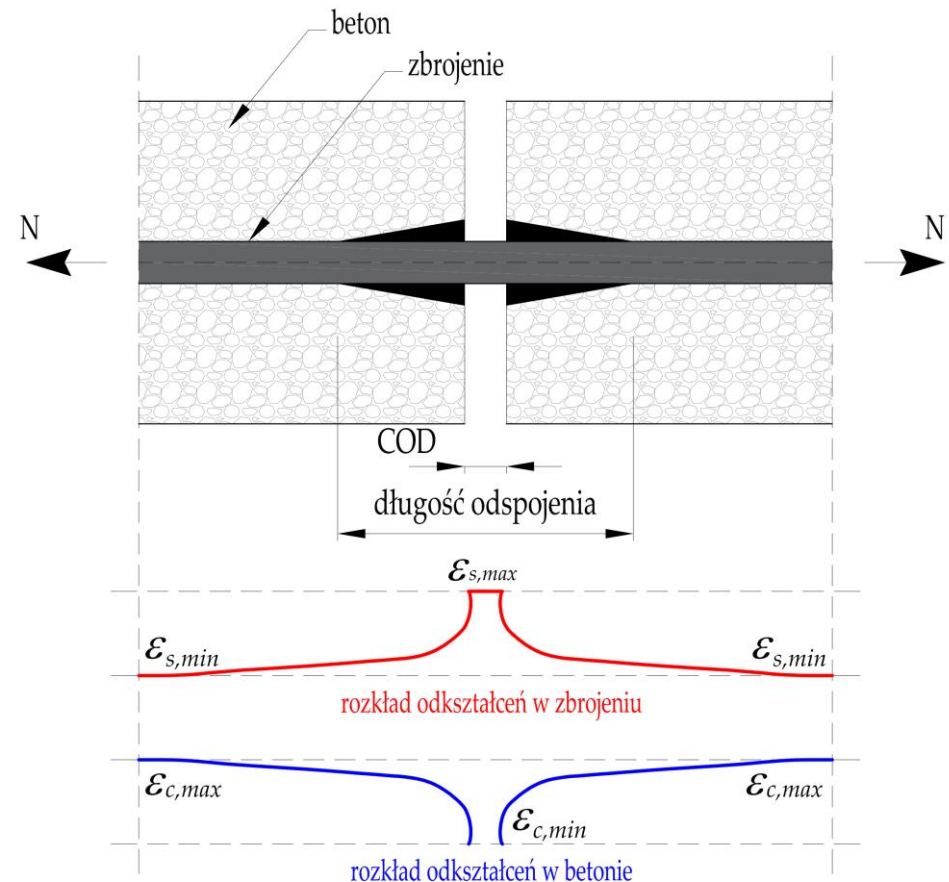 beton
zbrojenie
N N
COD
długość odspojenia
εs,max
εs,min εs,min
rozkład odkształceń w zbrojeniu
εc,max εc,max
εc,min
rozkład odkształceń w betonie